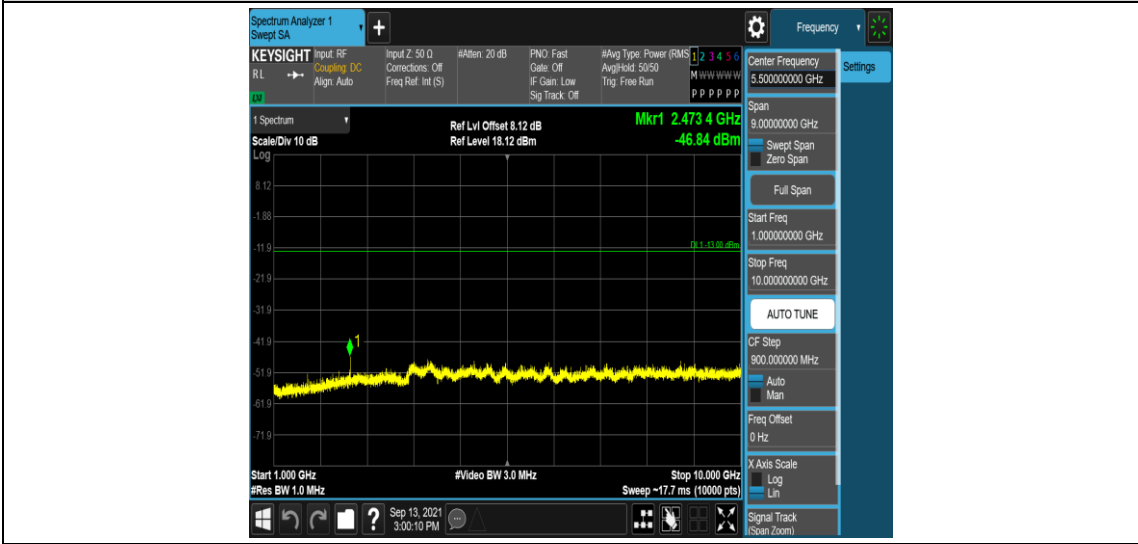 Spectrum Analyzer 1
Swept SA
+
Frequency
KEYSIGHT
RL
LM
Input: RF
Coupling: DC
Align: Auto
Input Z: 50 Ω
Corrections: Off
Freq Ref: Int (S)
#Atten: 20 dB
PNO: Fast
Gate: Off
IF Gain: Low
Sig Track: Off
#Avg Type: Power (RMS
Avg|Hold: 50/50
Trig: Free Run
1 2 3 4 5 6
M W W W W W
P P P P P P
1 Spectrum
Scale/Div 10 dB
Log
Ref Lvl Offset 8.12 dB
Ref Level 18.12 dBm
Mkr1 2.473 4 GHz
-46.84 dBm
8.12
-1.88
-11.9
DL1 -13.00 dBm
-21.9
-31.9
-41.9
1
-51.9
-61.9
-71.9
Start 1.000 GHz
#Res BW 1.0 MHz
#Video BW 3.0 MHz
Stop 10.000 GHz
Sweep ~17.7 ms (10000 pts)
?
Sep 13, 2021
3:00:10 PM
Center Frequency
5.500000000 GHz
Settings
Span
9.00000000 GHz
Swept Span
Zero Span
Full Span
Start Freq
1.000000000 GHz
Stop Freq
10.000000000 GHz
AUTO TUNE
CF Step
900.000000 MHz
Auto
Man
Freq Offset
0 Hz
X Axis Scale
Log
Lin
Signal Track
(Span Zoom)